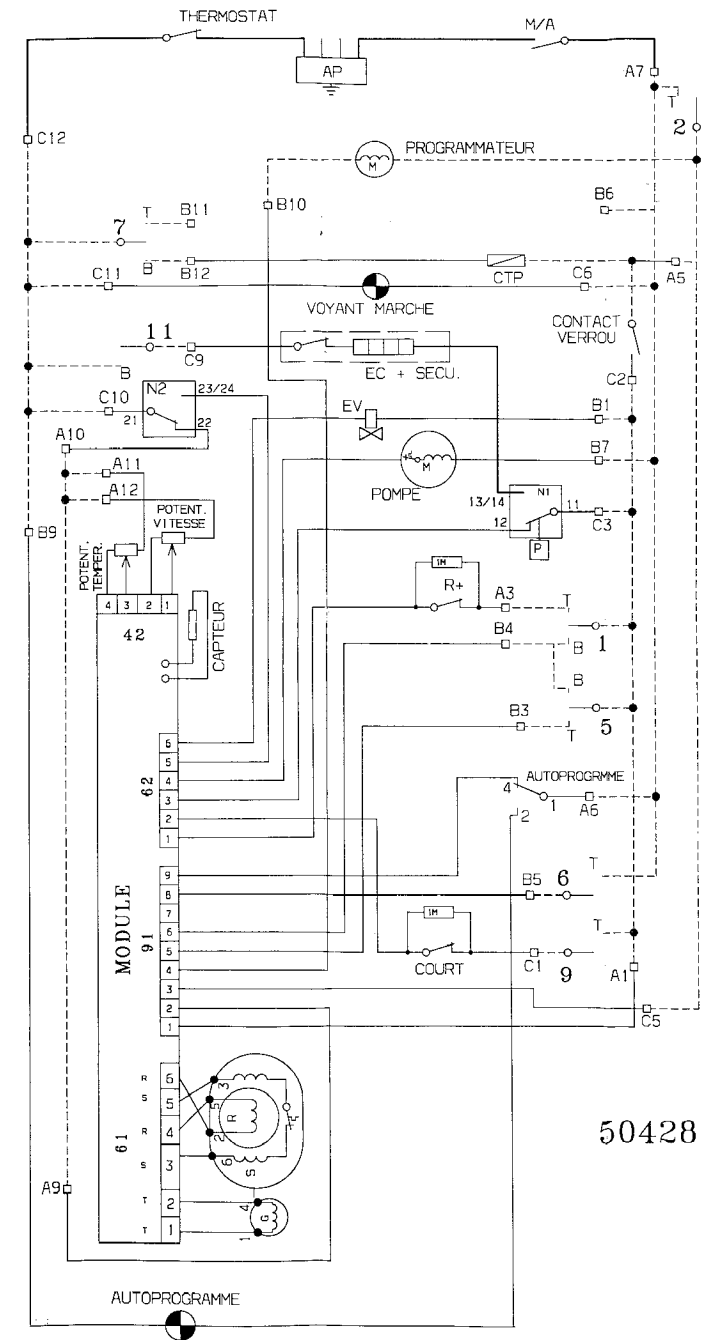 THERMOSTAT
M/A
AP
A7
T
2
C12
PROGRAMMATEUR
M
B10
B6
T
B11
7
B
B12
CTP
A5
C11
C6
VOYANT MARCHE
CONTACT
VERROU
11
C9
EC + SECU.
B
C2
N2
23/24
C10
21
22
EV
B1
A10
A11
M
B7
A12
POMPE
13/14
N1
11
POTENT.
VITESSE
12
C3
B9
P
POTENT.
TEMPER.
1M
4 3 2 1
R+
A3
T
42
CAPTEUR
B4
B
1
B
B3
T
5
6
5
4
3
2
1
62
AUTOPROGRMME
4
1
A6
2
9
8
7
6
5
4
3
2
1
91
MODULE
T
B5
6
1M
T
COURT
C1
9
A1
C5
R
S
R
S
T
T
6
5
4
3
2
1
61
3
5
R
2
6
S
4
G
1
50428
A9
AUTOPROGRAMME